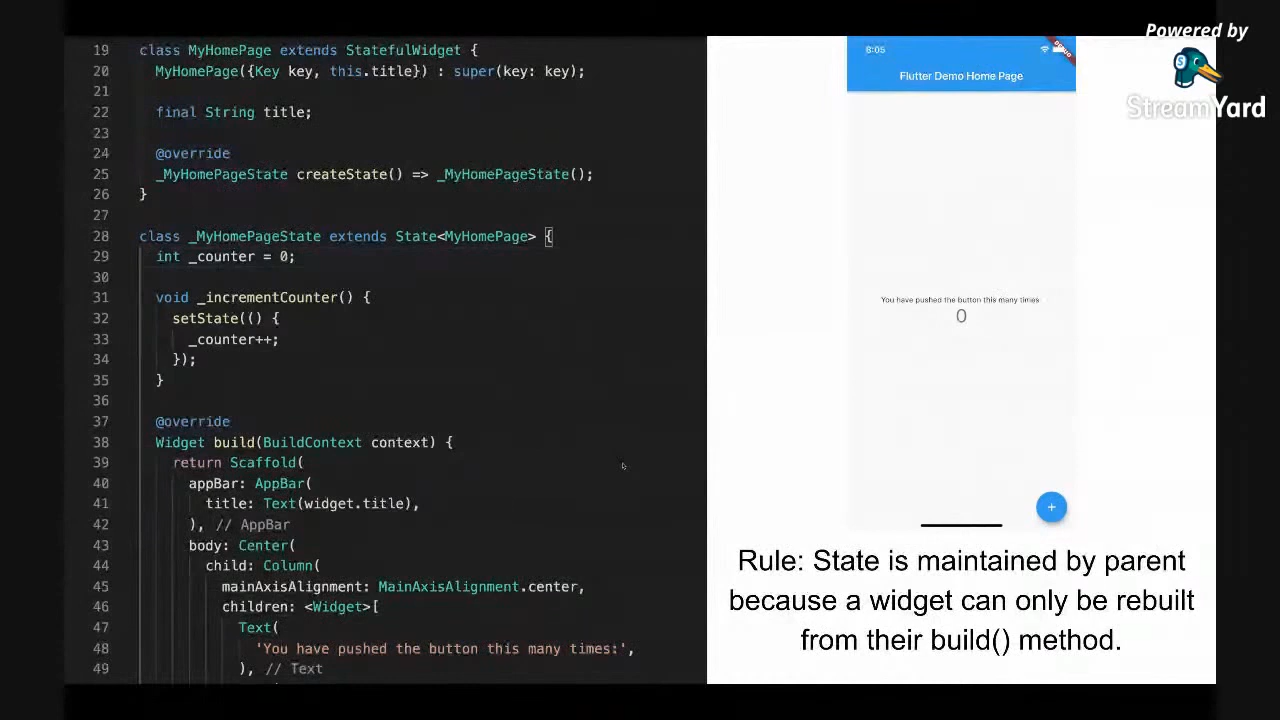 19 class MyHomePage extends StatefulWidget {
20 MyHomePage({Key key, this.title}) : super(key: key);
21
22 final String title;
23
24 @override
25 _MyHomePageState createState() => _MyHomePageState();
26 }
27
28 class _MyHomePageState extends State<MyHomePage> {
29 int _counter = 0;
30
31 void _incrementCounter() {
32 setState(() {
33 _counter++;
34 });
35 }
36
37 @override
38 Widget build(BuildContext context) {
39 return Scaffold(
40 appBar: AppBar(
41 title: Text(widget.title),
42 ), // AppBar
43 body: Center(
44 child: Column(
45 mainAxisAlignment: MainAxisAlignment.center,
46 children: <Widget>[
47 Text(
48 'You have pushed the button this many times:',
49 ), // Text
8:05
DEBUG
Flutter Demo Home Page
You have pushed the button this many times
0
+
Rule: State is maintained by parent
because a widget can only be rebuilt
from their build() method.
Powered by
S
StreamYard